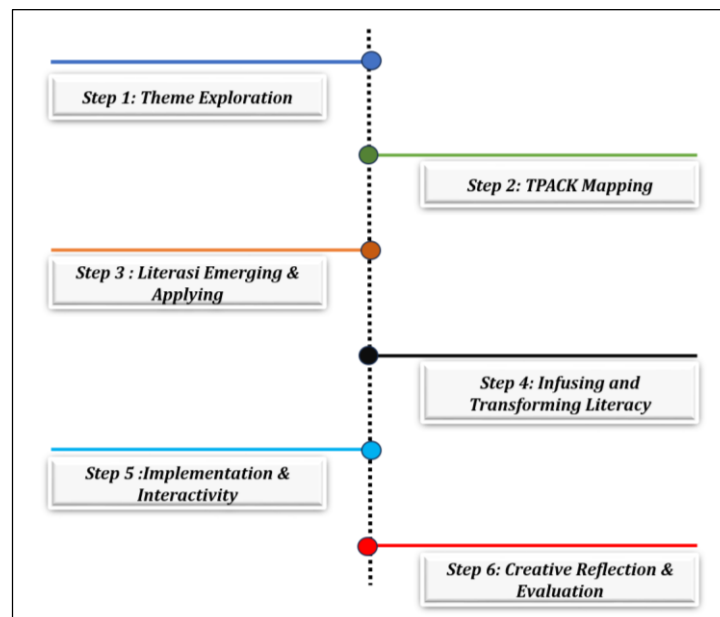 Step 1: Theme Exploration
Step 2: TPACK Mapping
Step 3 : Literasi Emerging &
Applying
Step 4: Infusing and
Transforming Literacy
Step 5 :Implementation &
Interactivity
Step 6: Creative Reflection &
Evaluation